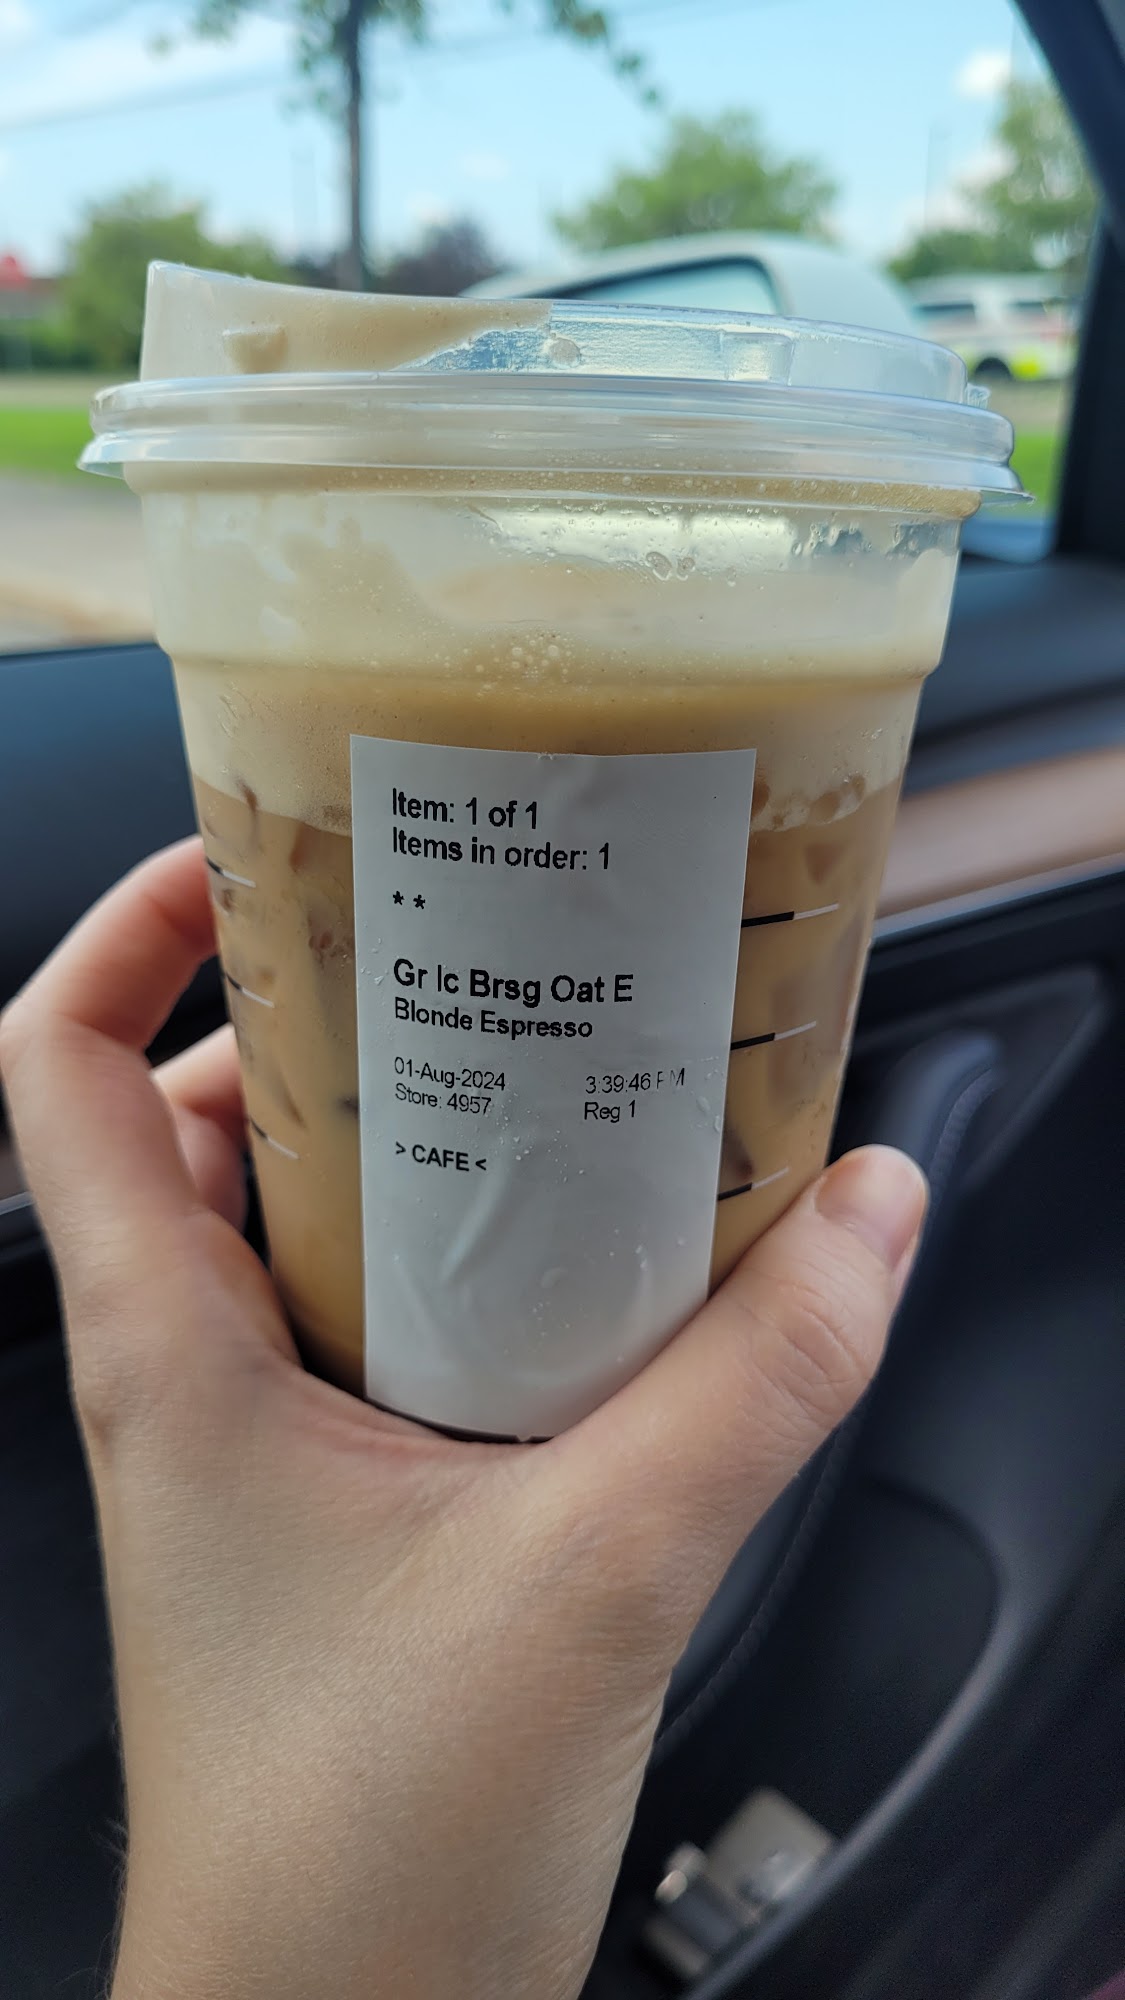 Item: 1 of 1
Items in order: 1
* *
Gr Ic Brsg Oat E
Blonde Espresso
01-Aug-2024 3:39:46 PM
Store: 4957 Reg 1
> CAFE <